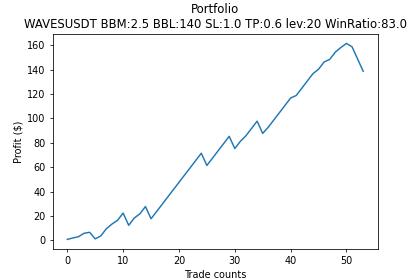 Portfolio
WAVESUSDT BBM:2.5 BBL:140 SL:1.0 TP:0.6 lev:20 WinRatio:83.0
160
140
120
100
80
60
40
20
0
Profit ($)
0 10 20 30 40 50
Trade counts